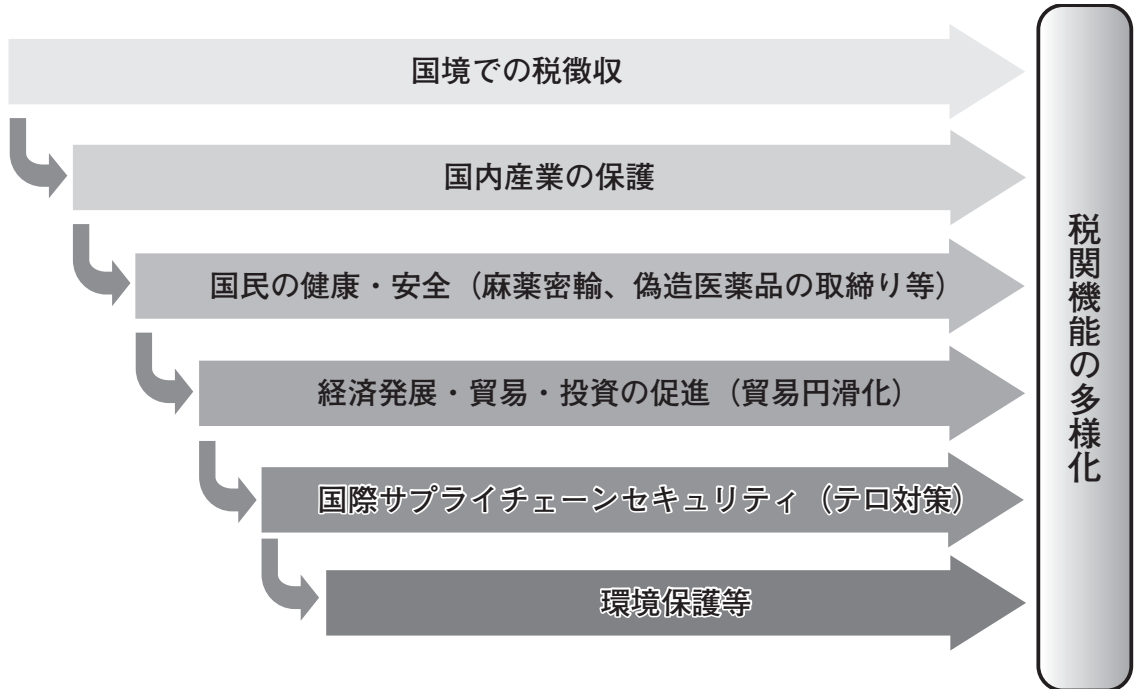 国境での税徴収
国内産業の保護
国民の健康・安全（麻薬密輸、偽造医薬品の取締り等）
経済発展・貿易・投資の促進（貿易円滑化）
国際サプライチェーンセキュリティ（テロ対策）
環境保護等
税関機能の多様化